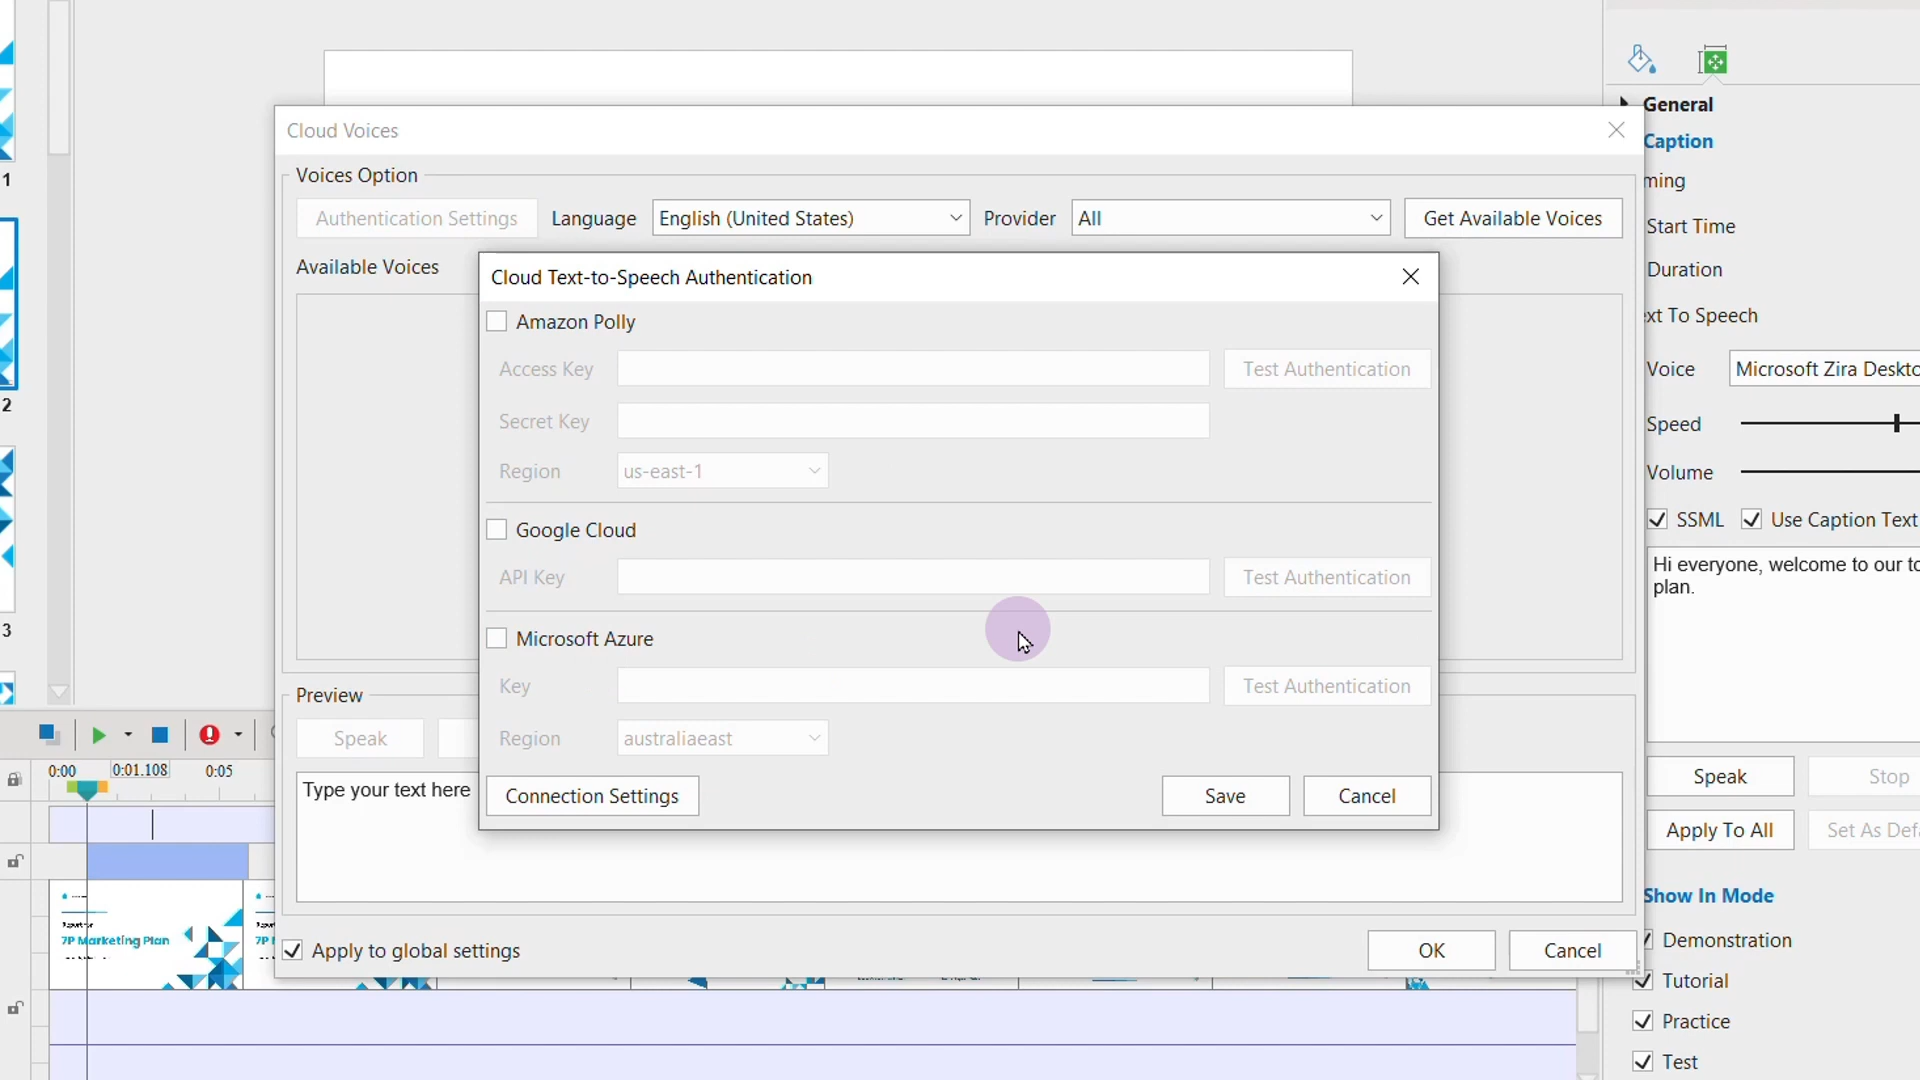 General
Cloud Voices
Caption
Voices Option
ming
Authentication Settings Language English (United States) Provider All Get Available Voices
Start Time
Available Voices
Cloud Text-to-Speech Authentication
Duration
Amazon Polly
xt To Speech
Access Key Test Authentication
Voice Microsoft Zira Deskto
Secret Key
Speed
Region us-east-1
Volume
Google Cloud
SSML Use Caption Text
API Key Test Authentication
Hi everyone, welcome to our to
plan.
Microsoft Azure
Key Test Authentication
Preview
Speak
Region australiaeast
Type your text here
Connection Settings Save Cancel
Speak Stop
Apply To All Set As Defa
Show In Mode
Demonstration
Apply to global settings OK Cancel
Tutorial
Practice
Test
1
2
3
0:00 0:01.108 0:05
7P Marketing Plan
7P